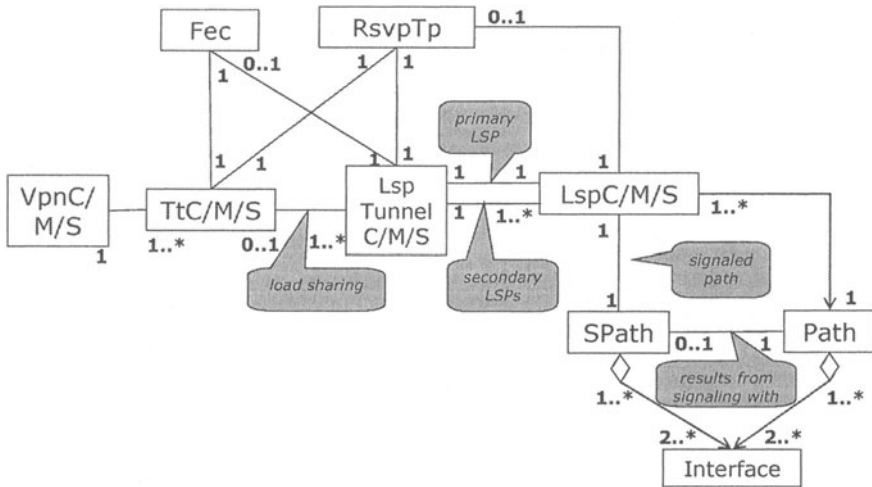 Fec
RsvpTp
0..1
1
0..1
1
1
primary
LSP
1
1
1
1
1
VpnC/
M/S
TtC/M/S
Lsp
Tunnel
C/M/S
1
1
1
1..*
LspC/M/S
1..*
1
1..*
0..1
1..*
load sharing
secondary
LSPs
1
signaled
path
1
1
SPath
0..1
1
Path
results from
signaling with
1..*
1..*
2..*
2..*
Interface